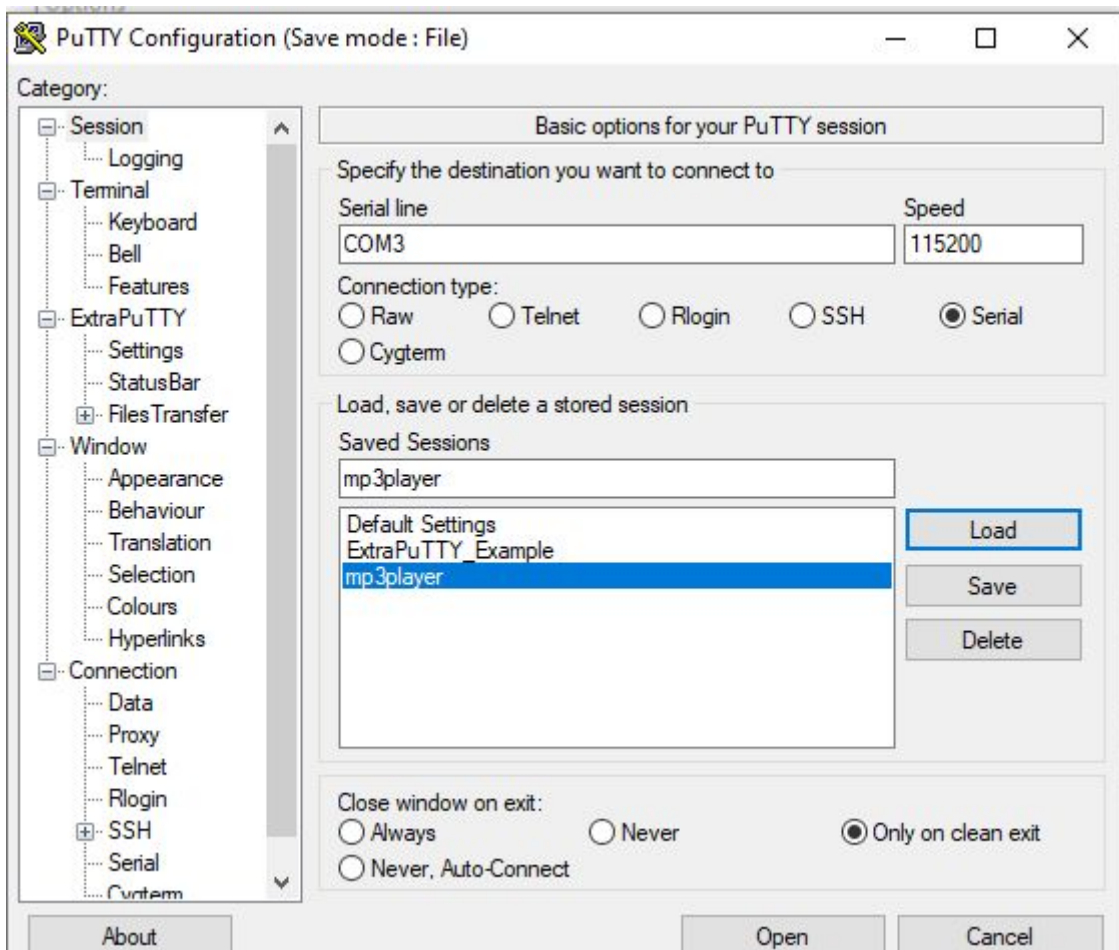 PuTTY Configuration (Save mode : File)
Category:
Session
Logging
Terminal
Keyboard
Bell
Features
ExtraPuTTY
Settings
StatusBar
FilesTransfer
Window
Appearance
Behaviour
Translation
Selection
Colours
Hyperlinks
Connection
Data
Proxy
Telnet
Rlogin
SSH
Serial
Cygterm
Basic options for your PuTTY session
Specify the destination you want to connect to
Serial line Speed
COM3 115200
Connection type:
Raw Telnet Rlogin SSH Serial
Cygterm
Load, save or delete a stored session
Saved Sessions
mp3player
Default Settings
ExtraPuTTY_Example
mp3player
Load
Save
Delete
Close window on exit:
Always Never Only on clean exit
Never, Auto-Connect
About Open Cancel